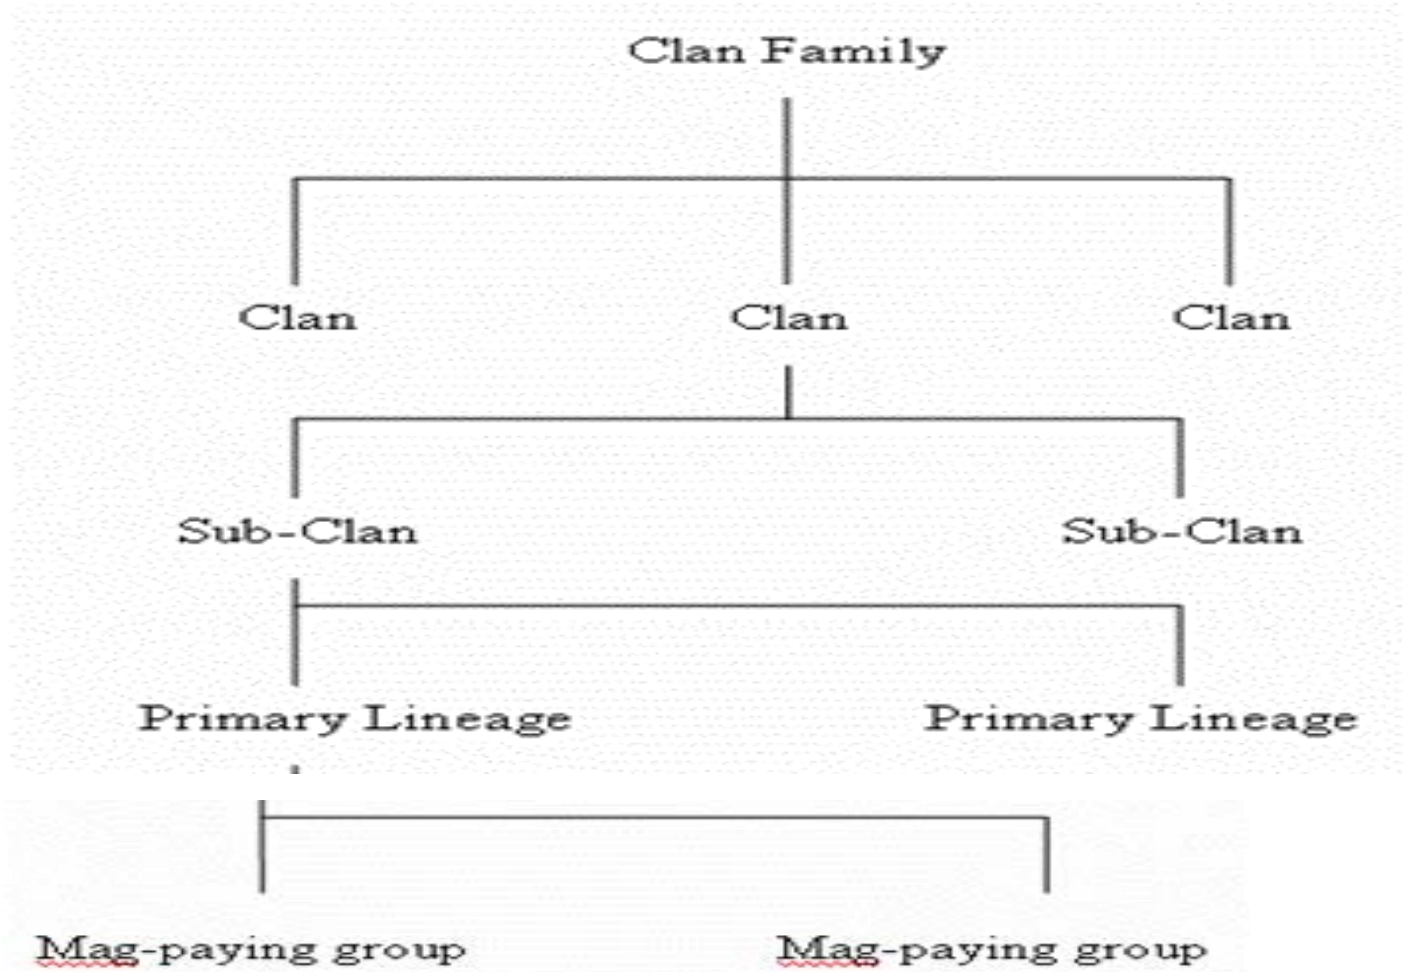 Clan Family
Clan Clan Clan
Sub-Clan Sub-Clan
Primary Lineage Primary Lineage
Mag-paying group Mag-paying group